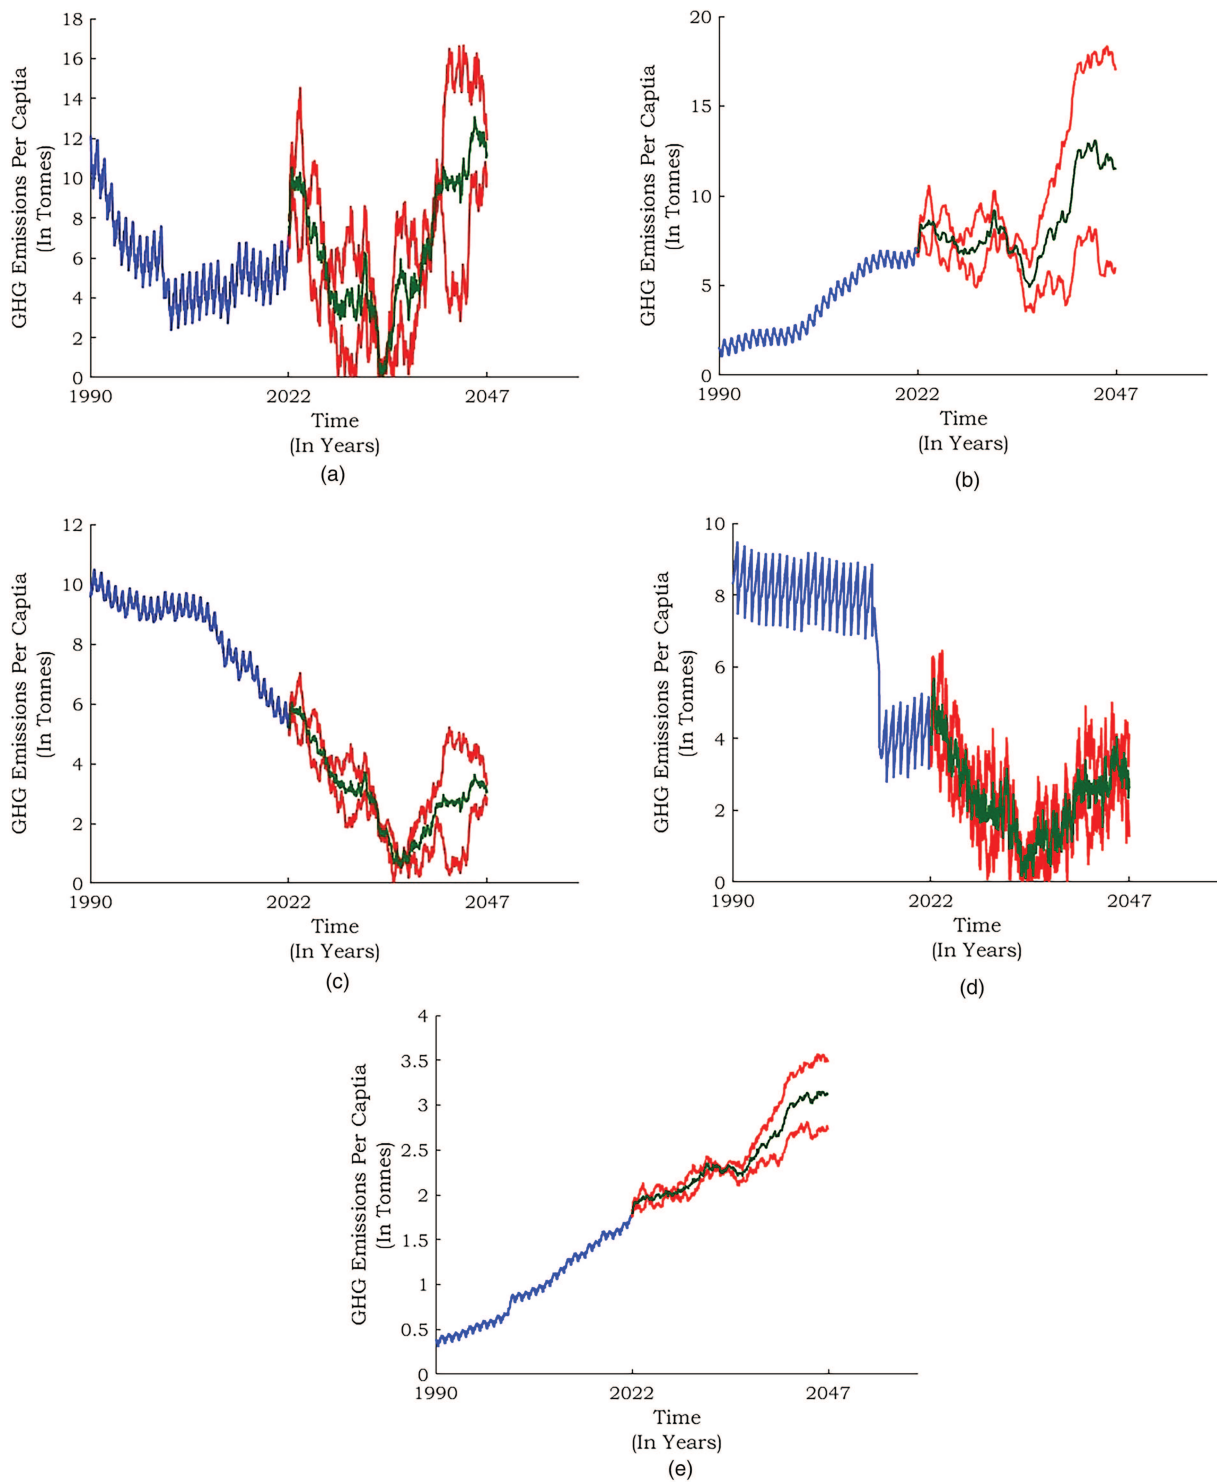 18
16
14
12
10
8
6
4
2
0
GHG Emissions Per Captia
(In Tonnes)
1990
2022
2047
Time
(In Years)
(a)
20
15
10
5
0
GHG Emissions Per Captia
(In Tonnes)
1990
2022
2047
Time
(In Years)
(b)
12
10
8
6
4
2
0
GHG Emissions Per Captia
(In Tonnes)
1990
2022
2047
Time
(In Years)
(c)
10
8
6
4
2
0
GHG Emissions Per Captia
(In Tonnes)
1990
2022
2047
Time
(In Years)
(d)
4
3.5
3
2.5
2
1.5
1
0.5
0
GHG Emissions Per Captia
(In Tonnes)
1990
2022
2047
Time
(In Years)
(e)